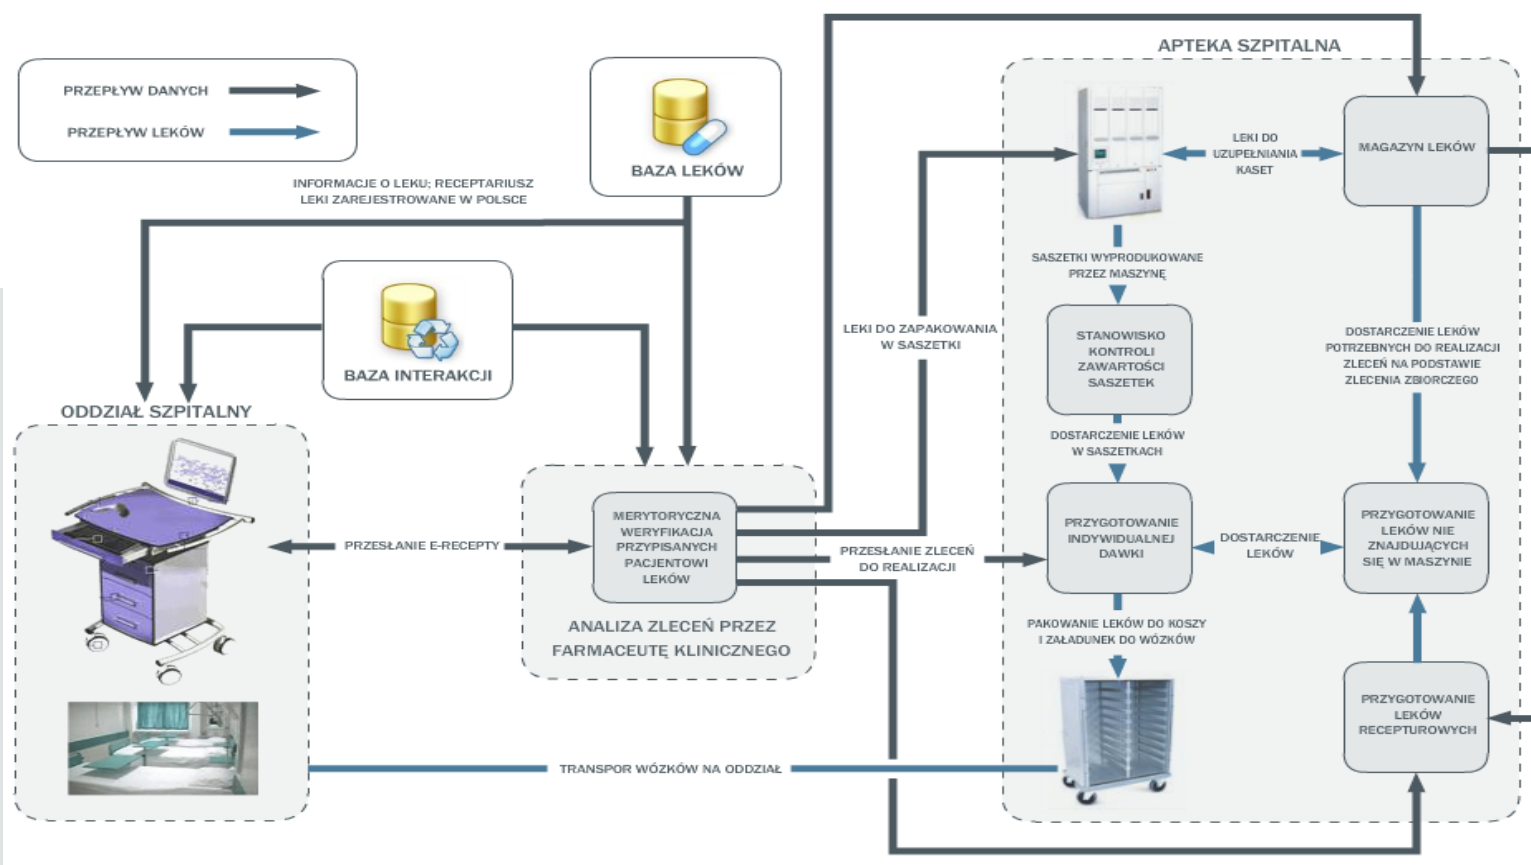 APTEKA SZPITALNA
PRZEPŁYW DANYCH
PRZEPŁYW LEKÓW
BAZA LEKÓW
INFORMACJE O LEKU; RECEPTARIUSZ
LEKI ZAREJESTROWANE W POLSCE
BAZA INTERAKCJI
ODDZIAŁ SZPITALNY
PRZESŁANIE E-RECEPTY
MERYTORYCZNA
WERYFIKACJA
PRZYPISANYCH
PACJENTOWI
LEKÓW
ANALIZA ZLECEŃ PRZEZ
FARMACEUTĘ KLINICZNEGO
LEKI DO ZAPAKOWANIA
W SASZETKI
PRZESŁANIE ZLECEŃ
DO REALIZACJI
LEKI DO
UZUPEŁNIANIA
KASET
MAGAZYN LEKÓW
SASZETKI WYPRODUKOWANE
PRZEZ MASZYNĘ
STANOWISKO
KONTROLI
ZAWARTOŚCI
SASZETEK
DOSTARCZENIE LEKÓW
POTRZEBNYCH DO REALIZACJI
ZLECEŃ NA PODSTAWIE
ZLECENIA ZBIORCZEGO
DOSTARCZENIE LEKÓW
W SASZETKACH
PRZYGOTOWANIE
INDYWIDUALNEJ
DAWKI
DOSTARCZENIE
LEKÓW
PRZYGOTOWANIE
LEKÓW NIE
ZNAJDUJĄCYCH
SIĘ W MASZYNIE
PAKOWANIE LEKÓW DO KOSZY
I ZAŁADUNEK DO WÓZKÓW
PRZYGOTOWANIE
LEKÓW
RECEPTUROWYCH
TRANSPOR WÓZKÓW NA ODDZIAŁ